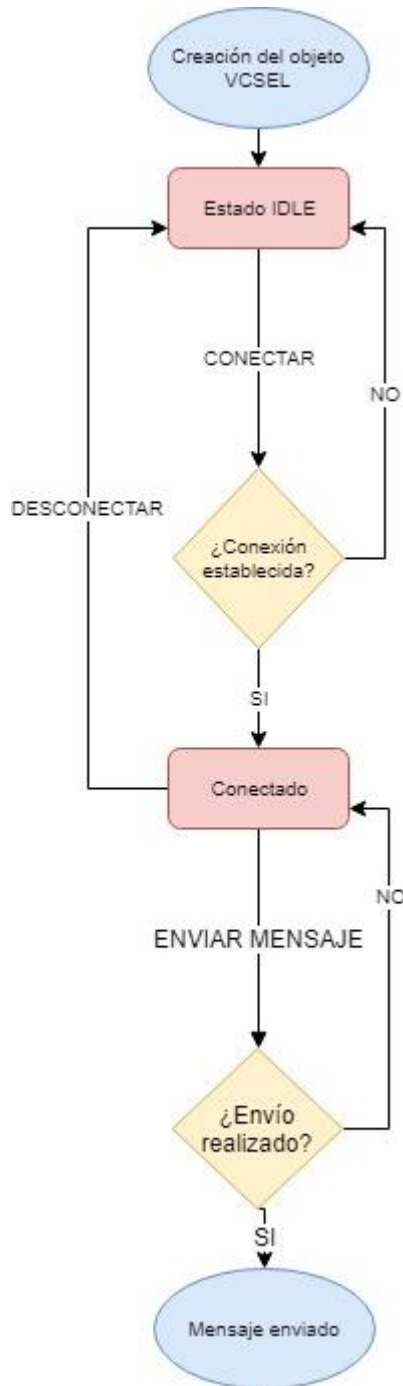 Creación del objeto
VCSEL
Estado IDLE
CONECTAR
NO
DESCONECTAR
¿Conexión
establecida?
SI
Conectado
NO
ENVIAR MENSAJE
¿Envío
realizado?
SI
Mensaje enviado